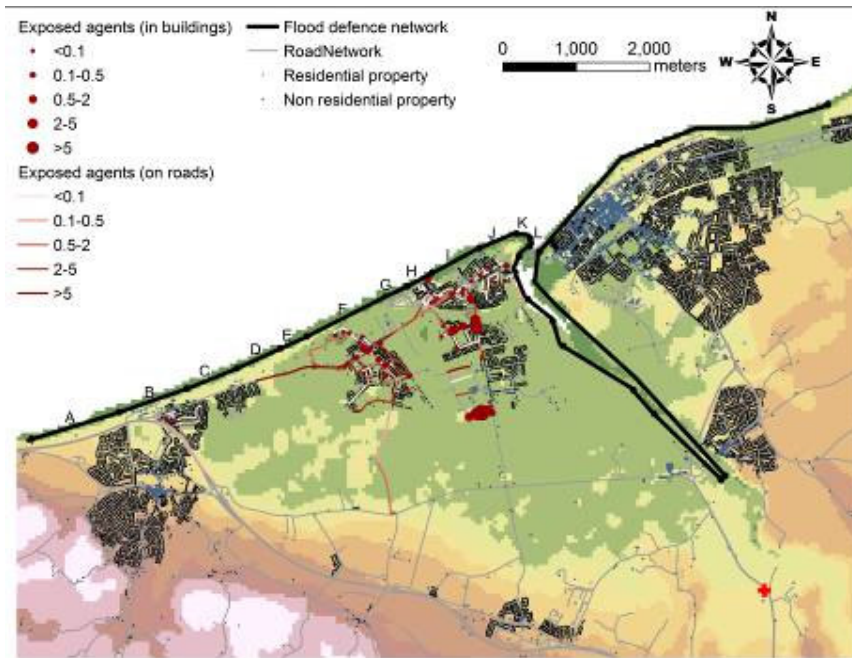 Exposed agents (in buildings)
<0.1
0.1-0.5
0.5-2
2-5
>5
Exposed agents (on roads)
<0.1
0.1-0.5
0.5-2
2-5
>5
Flood defence network
RoadNetwork
Residential property
Non residential property
0 1,000 2,000
meters
N
W E
S
A
B
C
D
E
F
G
H
I
J
K
L